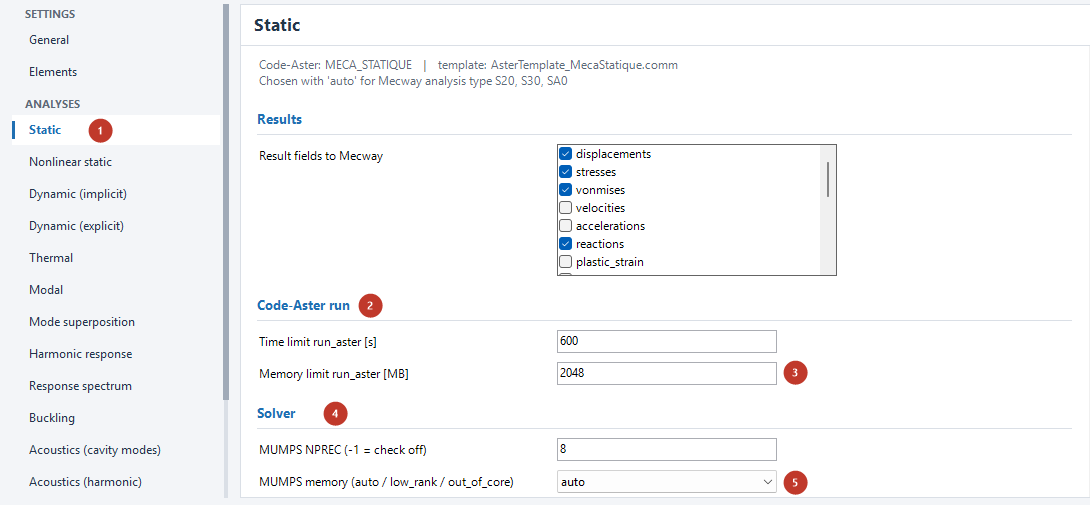 SETTINGS
General
Elements
ANALYSES
Static 1
Nonlinear static
Dynamic (implicit)
Dynamic (explicit)
Thermal
Modal
Mode superposition
Harmonic response
Response spectrum
Buckling
Acoustics (cavity modes)
Acoustics (harmonic)
Static
Code-Aster: MECA_STATIQUE | template: AsterTemplate_MecaStatique.comm
Chosen with 'auto' for Mecway analysis type S20, S30, SA0
Results
Result fields to Mecway
displacements
stresses
vonmises
velocities
accelerations
reactions
plastic_strain
Code-Aster run 2
Time limit run_aster [s] 600
Memory limit run_aster [MB] 2048 3
Solver 4
MUMPS NPREC (-1 = check off) 8
MUMPS memory (auto / low_rank / out_of_core) auto 5